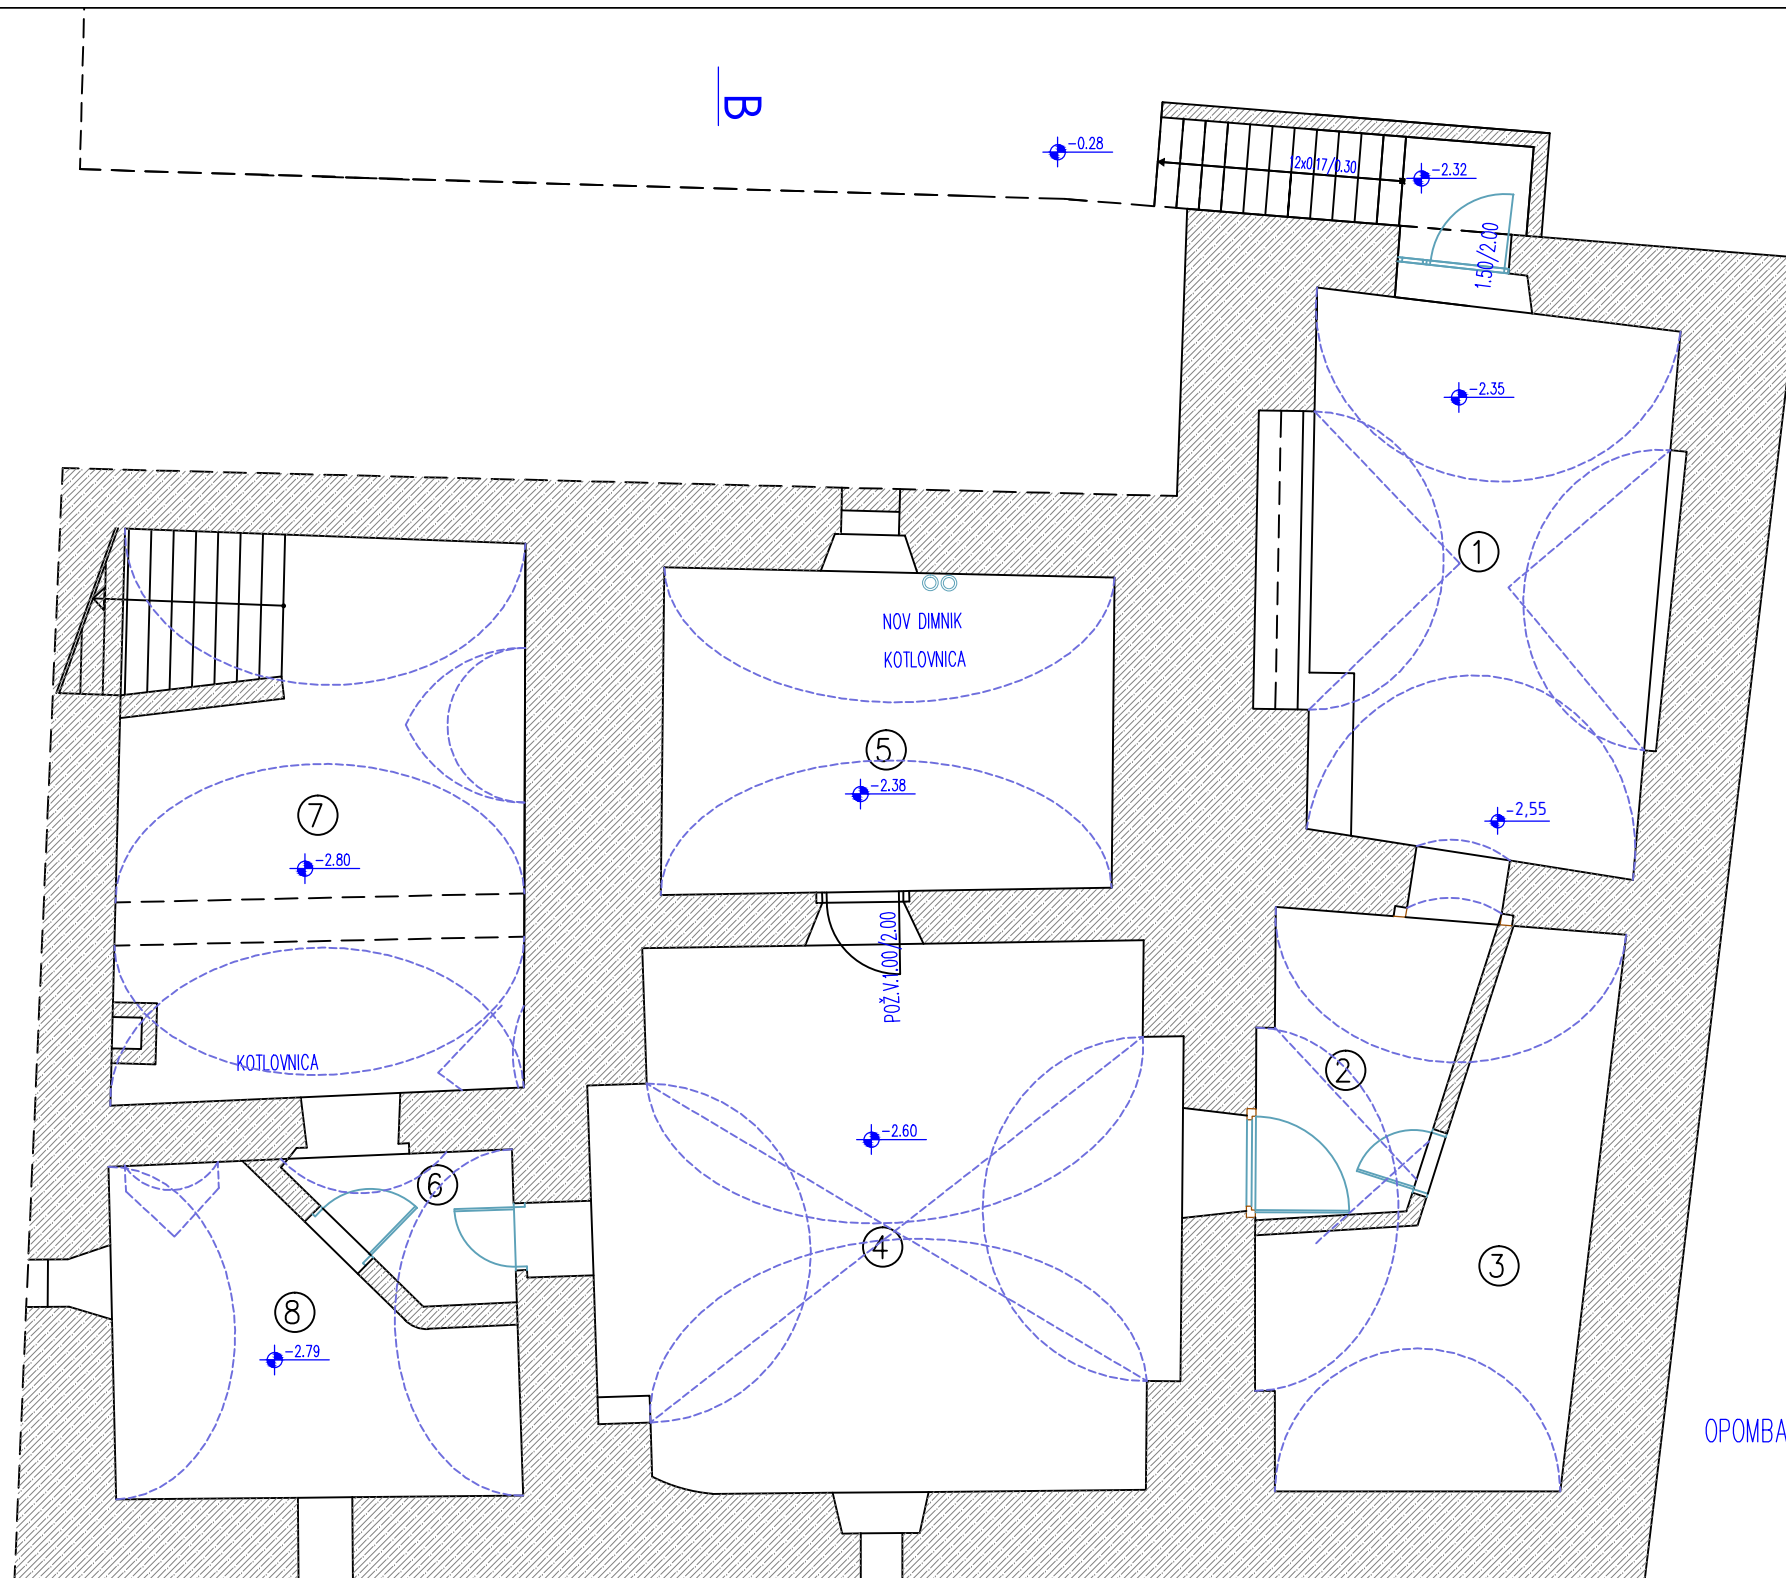 B
-0.28
12x0.17/0.30
-2.32
1.50/2.00
-2.35
1
NOV DIMNIK
KOTLOVNICA
5
-2.38
7
-2.80
-2,55
POŽ.V.1.00/2.00
KOTLOVNICA
2
-2.60
6
4
3
8
-2.79
OPOMBA